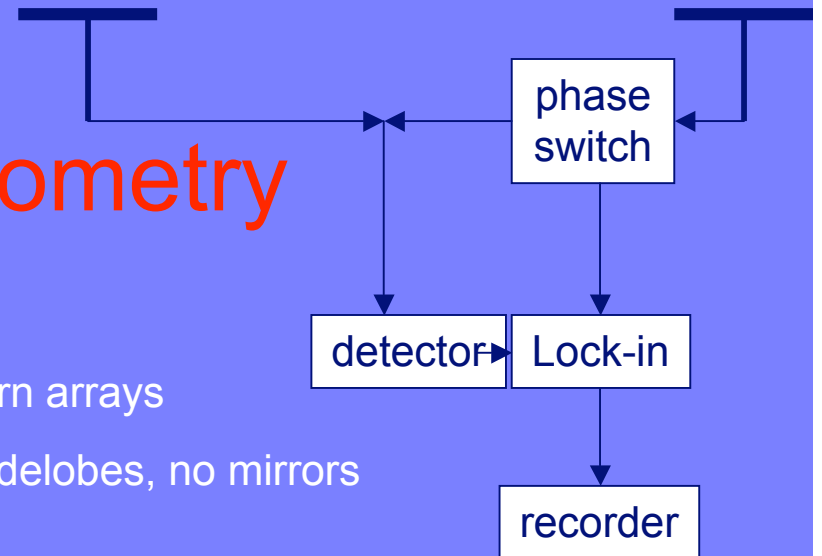 phase
switch
ometry
detector
Lock-in
rn arrays
delobes, no mirrors
recorder